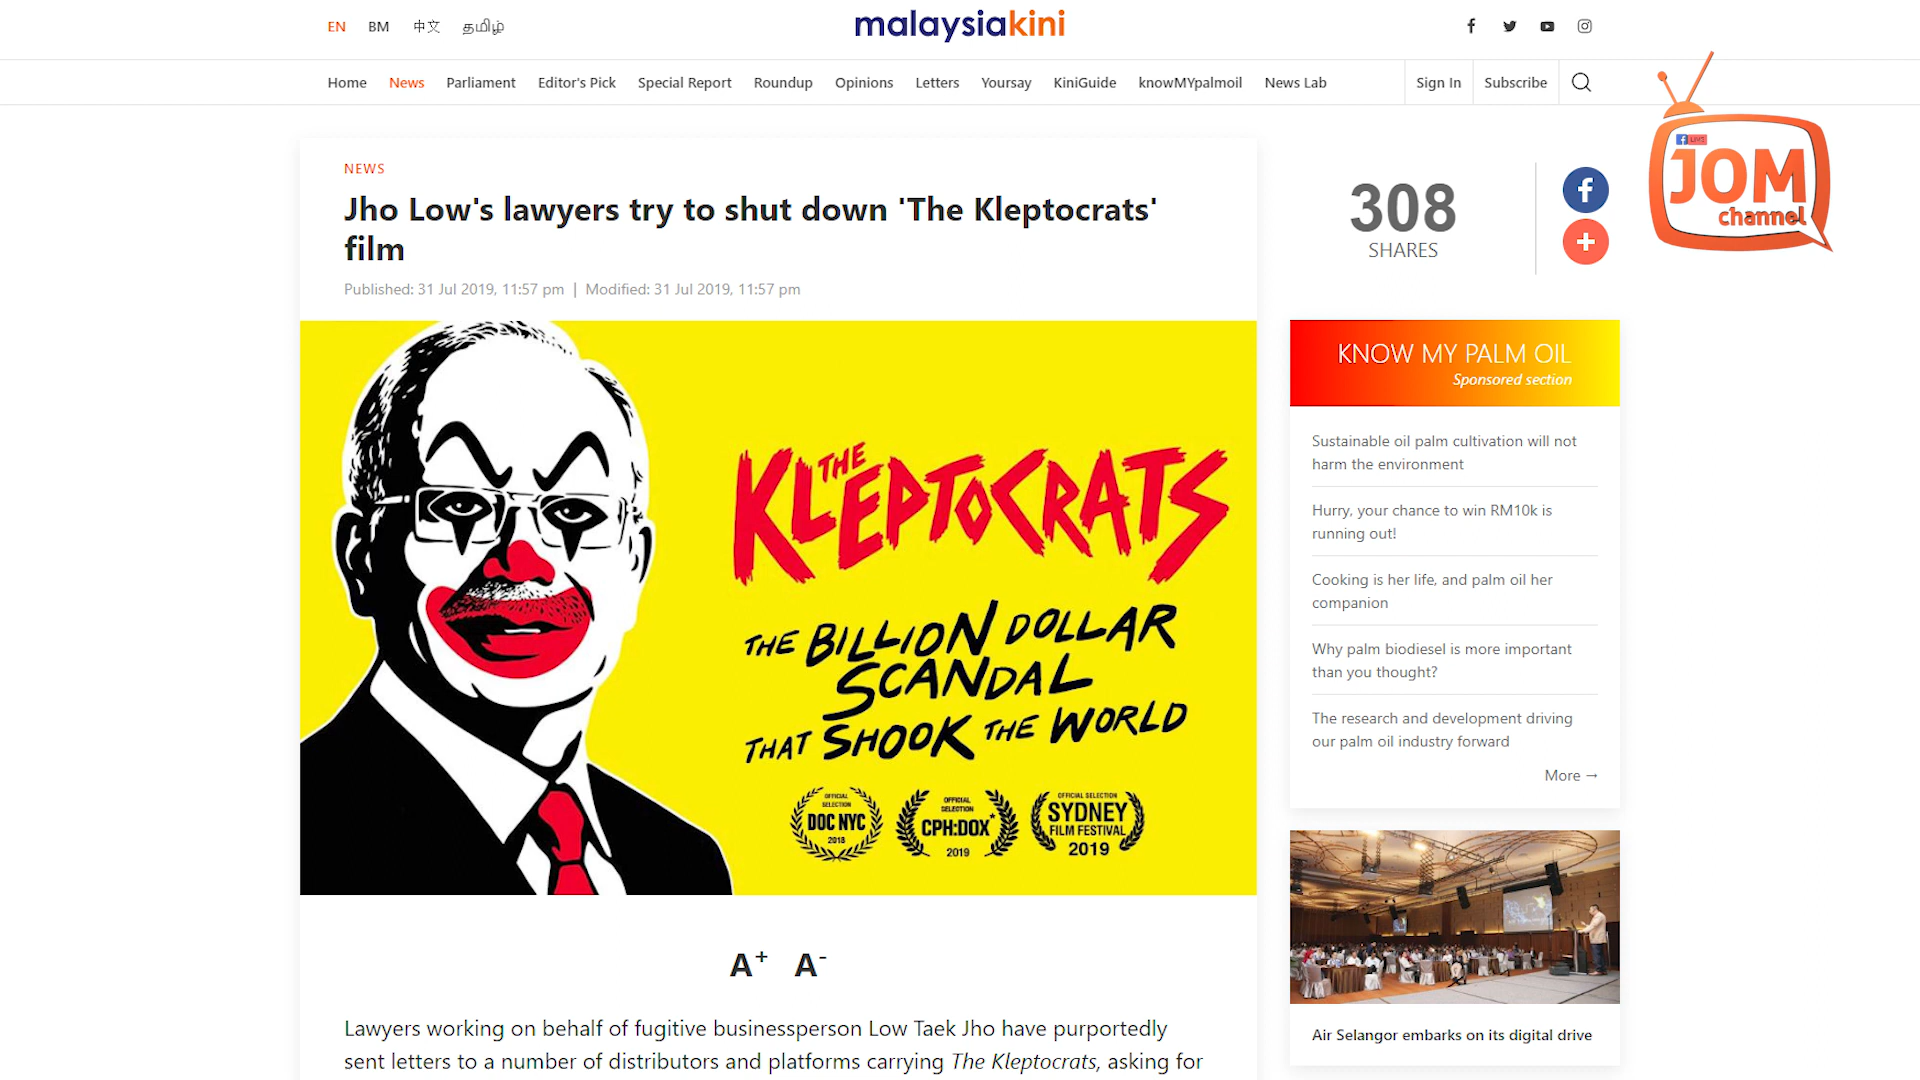 EN BM 中文 தமிழ்
malaysiakini
Home News Parliament Editor's Pick Special Report Roundup Opinions Letters Yoursay KiniGuide knowMYpalmoil News Lab Sign In Subscribe
LIVE
JOM
channel
NEWS
Jho Low's lawyers try to shut down 'The Kleptocrats'
film
Published: 31 Jul 2019, 11:57 pm | Modified: 31 Jul 2019, 11:57 pm
THE
KLEPTOCRATS
THE BILLION DOLLAR
SCANDAL
THAT SHOOK THE WORLD
OFFICIAL
SELECTION
DOC NYC
2018
OFFICIAL
SELECTION
CPH:DOX*
2019
OFFICIAL SELECTION
SYDNEY
FILM FESTIVAL
2019
A+ A-
Lawyers working on behalf of fugitive businessperson Low Taek Jho have purportedly
sent letters to a number of distributors and platforms carrying The Kleptocrats, asking for
308
SHARES
KNOW MY PALM OIL
Sponsored section
Sustainable oil palm cultivation will not
harm the environment
Hurry, your chance to win RM10k is
running out!
Cooking is her life, and palm oil her
companion
Why palm biodiesel is more important
than you thought?
The research and development driving
our palm oil industry forward
More →
Air Selangor embarks on its digital drive